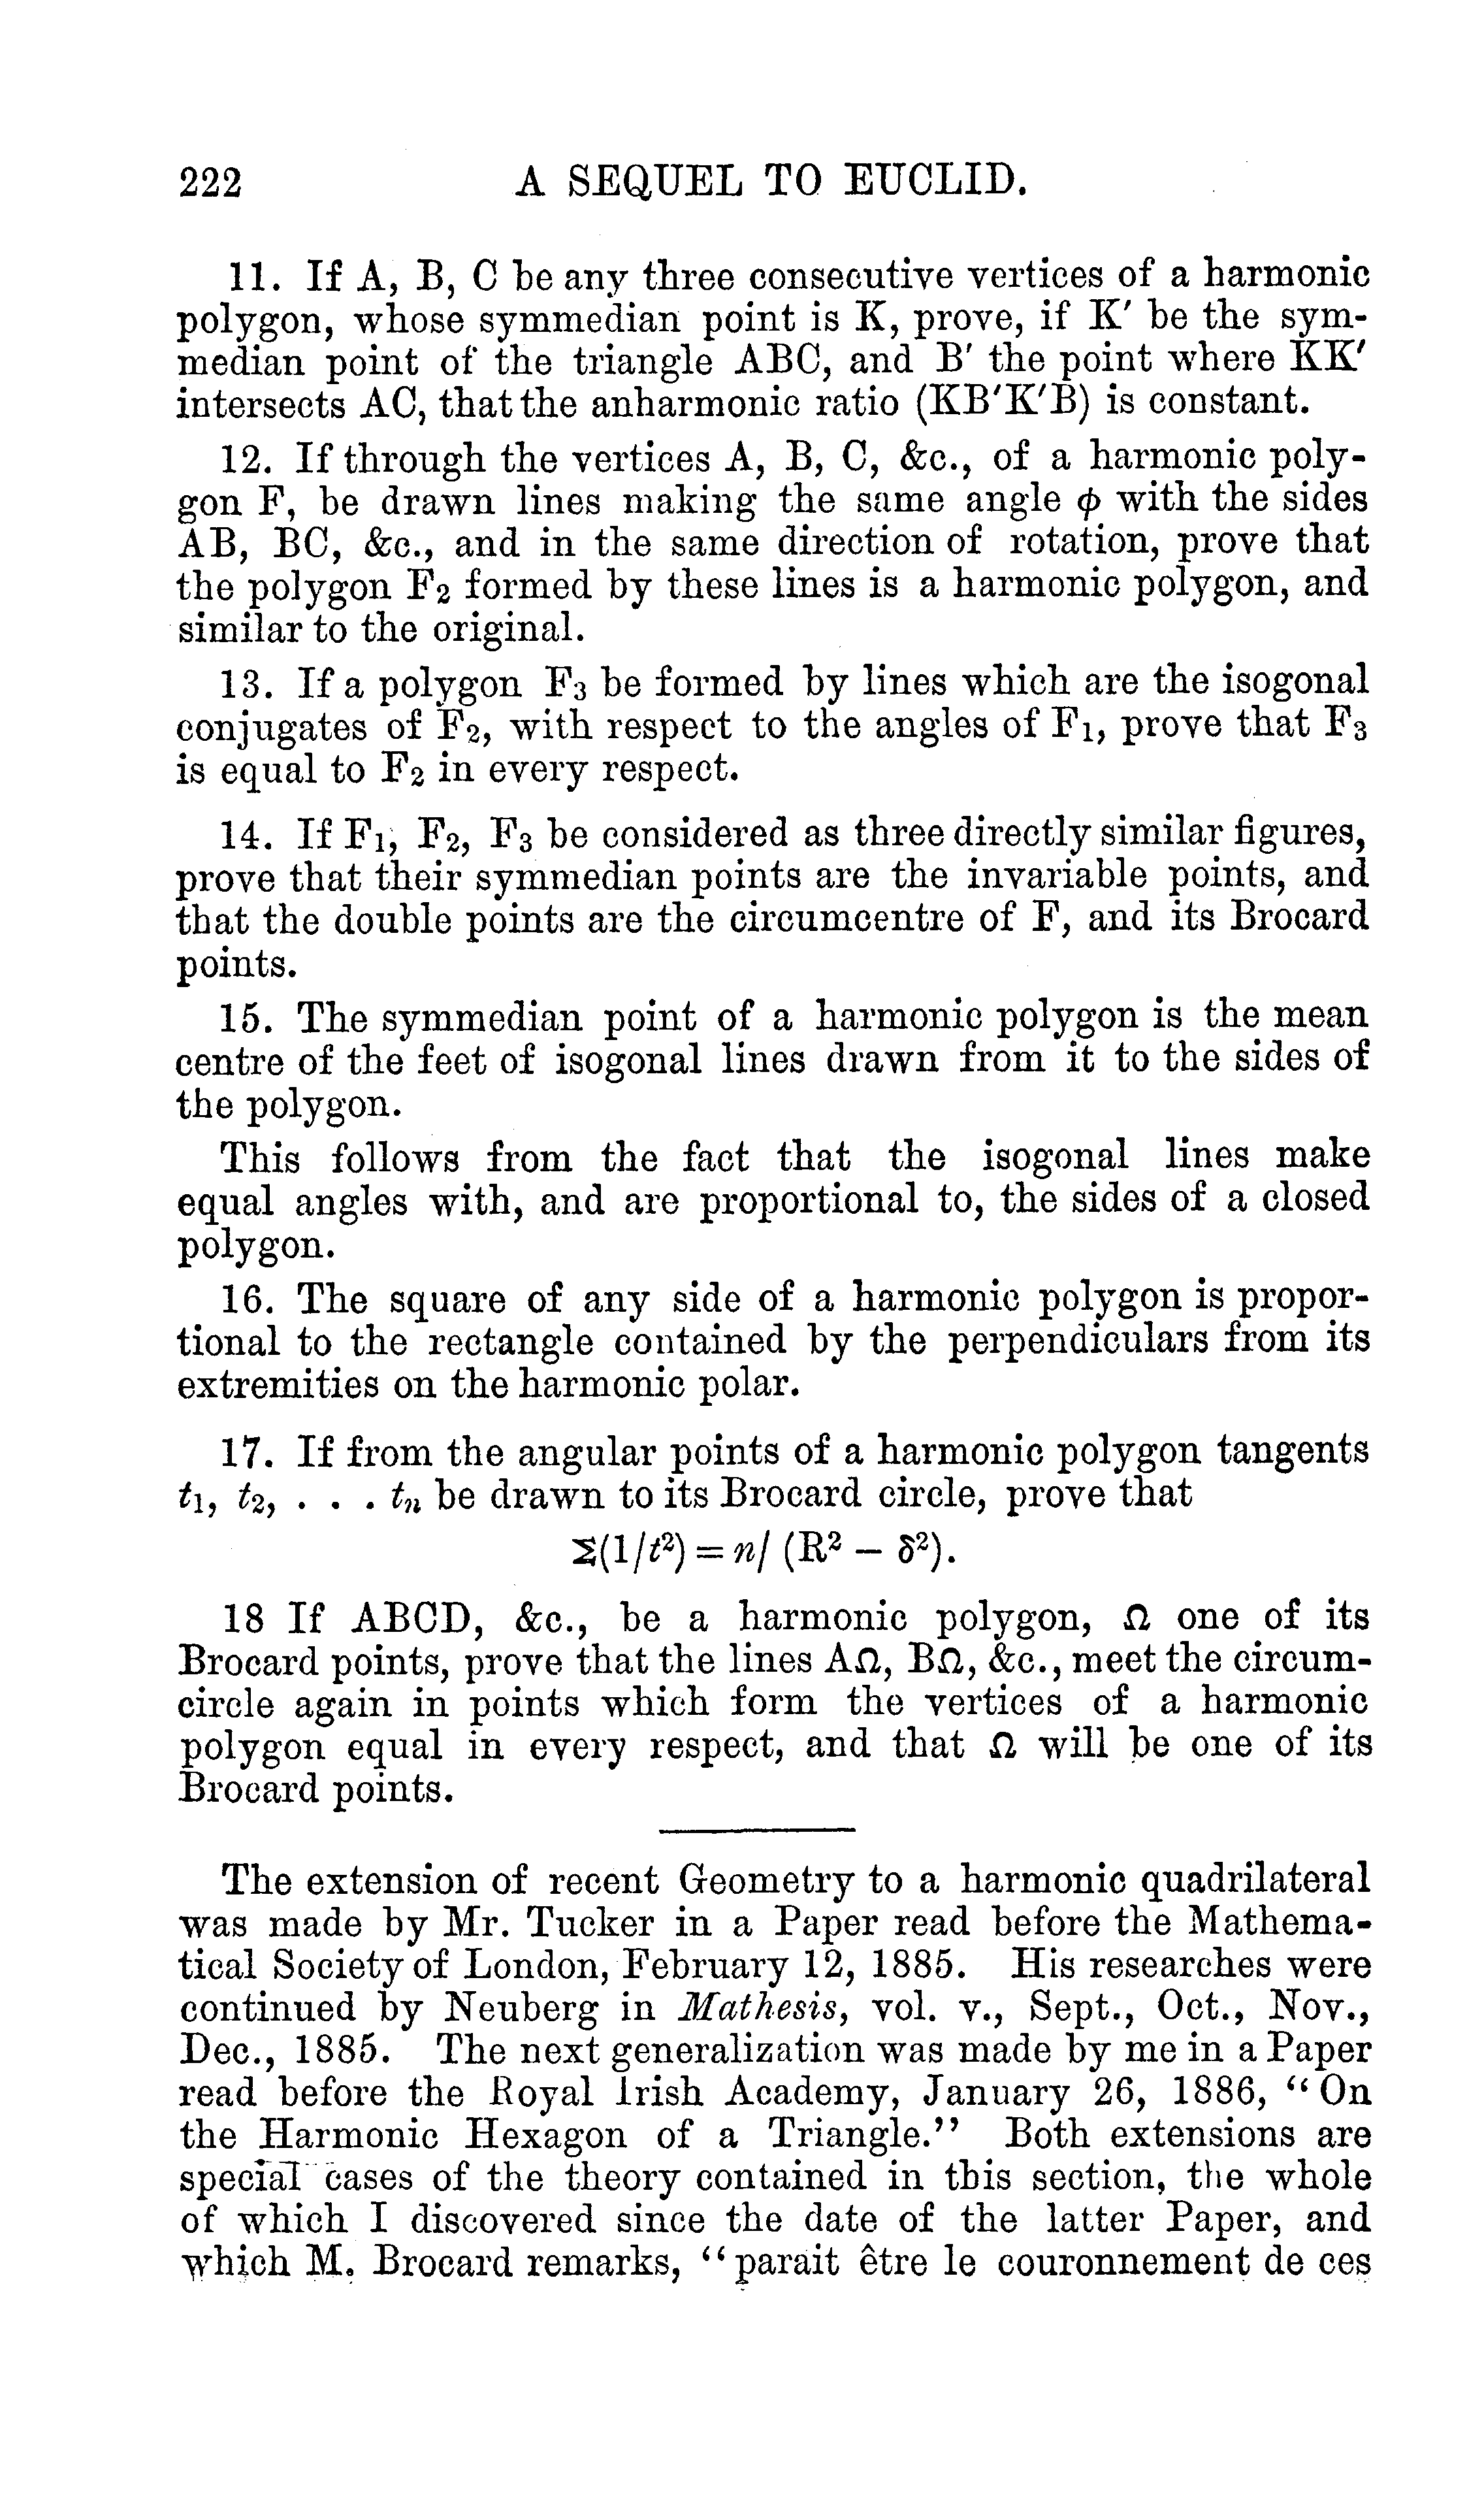 222 A SEQUEL TO EUCLID.
11. If A, B, C be any three consecutive vertices of a harmonic
polygon, whose symmedian point is K, prove, if K′ be the sym-
median point of the triangle ABC, and B′ the point where KK′
intersects AC, that the anharmonic ratio (KB′K′B) is constant.
12. If through the vertices A, B, C, &c., of a harmonic poly-
gon F, be drawn lines making the same angle ϕ with the sides
AB, BC, &c., and in the same direction of rotation, prove that
the polygon F₂ formed by these lines is a harmonic polygon, and
similar to the original.
13. If a polygon F₃ be formed by lines which are the isogonal
conjugates of F₂, with respect to the angles of F₁, prove that F₃
is equal to F₂ in every respect.
14. If F₁, F₂, F₃ be considered as three directly similar figures,
prove that their symmedian points are the invariable points, and
that the double points are the circumcentre of F, and its Brocard
points.
15. The symmedian point of a harmonic polygon is the mean
centre of the feet of isogonal lines drawn from it to the sides of
the polygon.
This follows from the fact that the isogonal lines make
equal angles with, and are proportional to, the sides of a closed
polygon.
16. The square of any side of a harmonic polygon is propor-
tional to the rectangle contained by the perpendiculars from its
extremities on the harmonic polar.
17. If from the angular points of a harmonic polygon tangents
t₁, t₂, . . . tₙ be drawn to its Brocard circle, prove that
Σ(1/t²) = n/ (R² − δ²).
18 If ABCD, &c., be a harmonic polygon, Ω one of its
Brocard points, prove that the lines AΩ, BΩ, &c., meet the circum-
circle again in points which form the vertices of a harmonic
polygon equal in every respect, and that Ω will be one of its
Brocard points.
The extension of recent Geometry to a harmonic quadrilateral
was made by Mr. Tucker in a Paper read before the Mathema-
tical Society of London, February 12, 1885. His researches were
continued by Neuberg in Mathesis, vol. v., Sept., Oct., Nov.,
Dec., 1885. The next generalization was made by me in a Paper
read before the Royal Irish Academy, January 26, 1886, “On
the Harmonic Hexagon of a Triangle.” Both extensions are
special cases of the theory contained in this section, the whole
of which I discovered since the date of the latter Paper, and
which M. Brocard remarks, “parait être le couronnement de ces